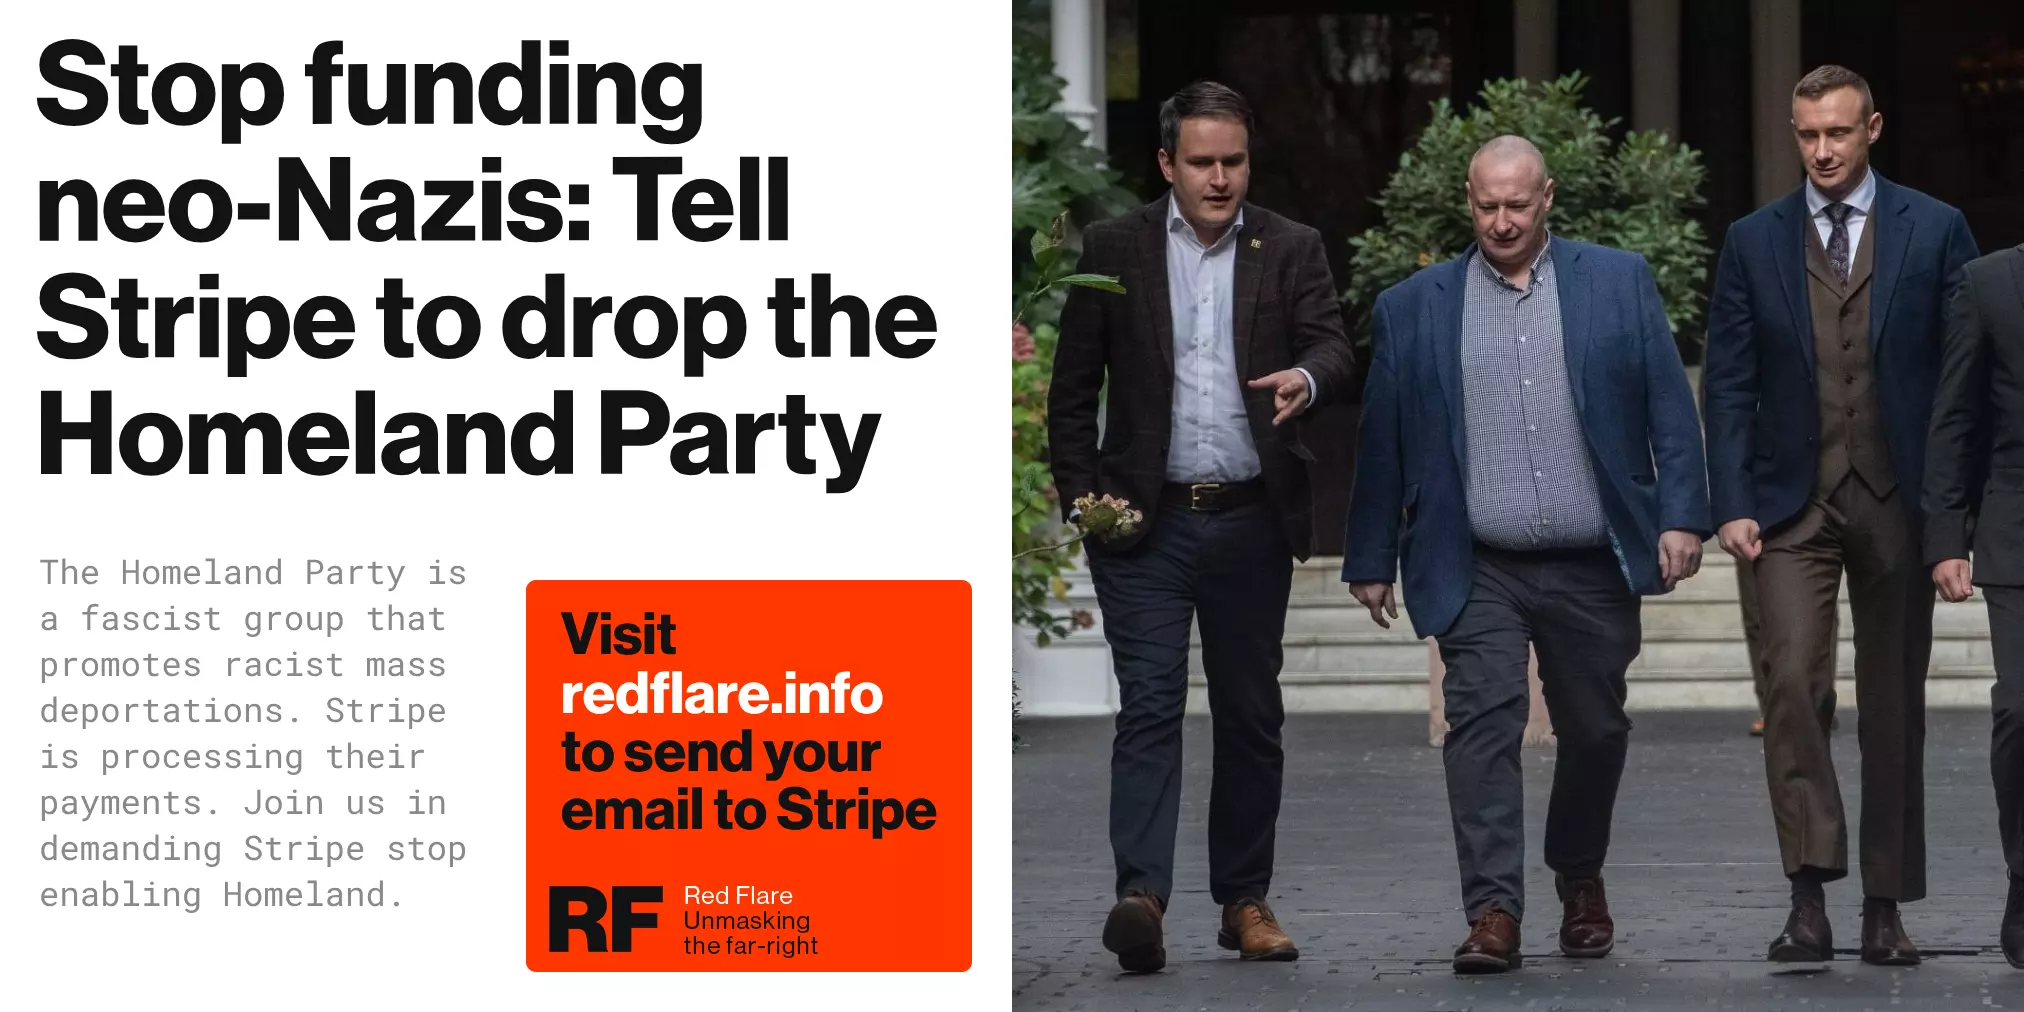 Stop funding
neo-Nazis: Tell
Stripe to drop the
Homeland Party
The Homeland Party is
a fascist group that
promotes racist mass
deportations. Stripe
is processing their
payments. Join us in
demanding Stripe stop
enabling Homeland.
Visit
redflare.info
to send your
email to Stripe
RF
Red Flare
Unmasking
the far-right